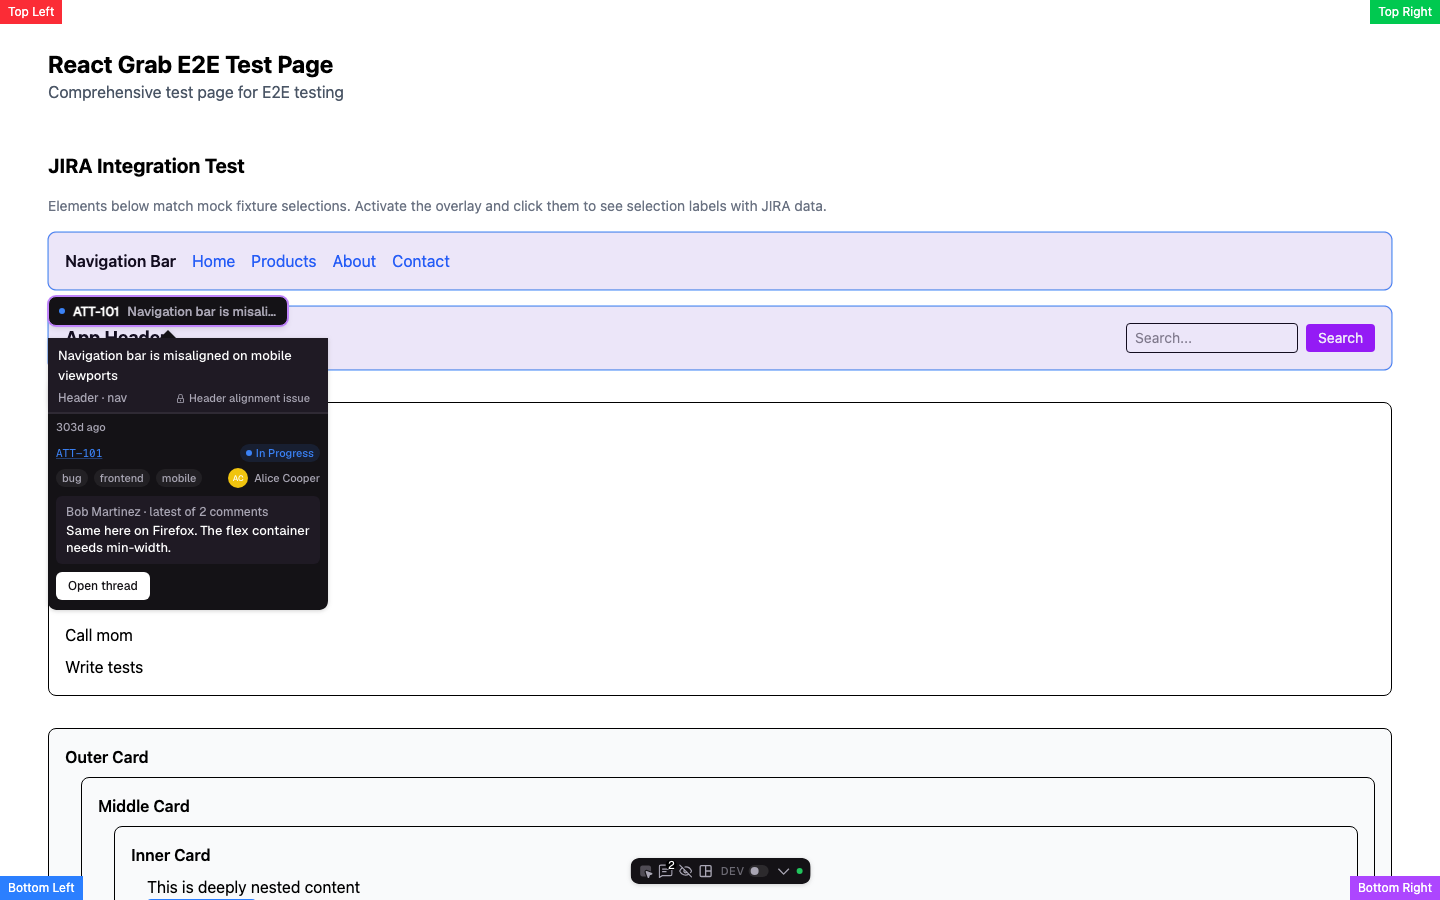 Top Left
Top Right
React Grab E2E Test Page
Comprehensive test page for E2E testing
JIRA Integration Test
Elements below match mock fixture selections. Activate the overlay and click them to see selection labels with JIRA data.
Navigation Bar Home Products About Contact
ATT-101 Navigation bar is misali...
App Header
Search... Search
Navigation bar is misaligned on mobile
viewports
Header · nav Header alignment issue
303d ago
ATT-101 In Progress
bug frontend mobile AC Alice Cooper
Bob Martinez · latest of 2 comments
Same here on Firefox. The flex container
needs min-width.
Open thread
Call mom
Write tests
Outer Card
Middle Card
Inner Card
2
DEV
This is deeply nested content
Bottom Left
Bottom Right